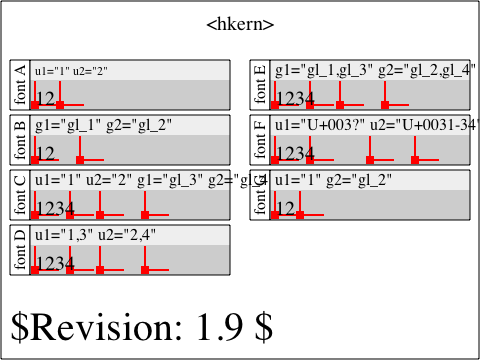 <hkern>
font A
u1="1" u2="2"
12
font B
g1="gl_1" g2="gl_2"
12
font C
u1="1" u2="2" g1="gl_3" g2="gl_4"
1234
font D
u1="1,3" u2="2,4"
1234
font E
g1="gl_1,gl_3" g2="gl_2,gl_4"
1234
font F
u1="U+003?" u2="U+0031-34"
1234
u1="1" g2="gl_2"
12
$Revision: 1.9 $